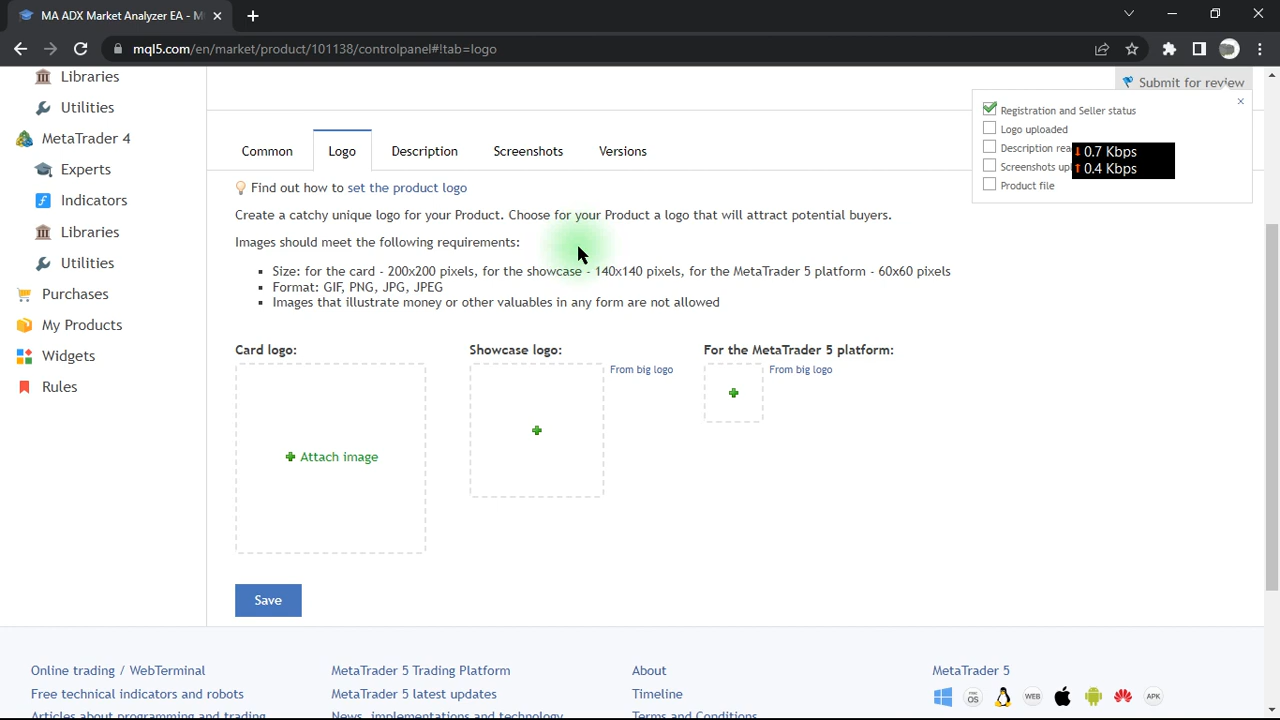 MA ADX Market Analyzer EA - M
mql5.com/en/market/product/101138/controlpanel#!tab=logo
Libraries
Utilities
MetaTrader 4
Experts
Indicators
Libraries
Utilities
Purchases
My Products
Widgets
Rules
Submit for review
Registration and Seller status
Logo uploaded
Description rea
Screenshots up
Product file
0.7 Kbps
0.4 Kbps
Common
Logo
Description
Screenshots
Versions
Find out how to set the product logo
Create a catchy unique logo for your Product. Choose for your Product a logo that will attract potential buyers.
Images should meet the following requirements:
Size: for the card - 200x200 pixels, for the showcase - 140x140 pixels, for the MetaTrader 5 platform - 60x60 pixels
Format: GIF, PNG, JPG, JPEG
Images that illustrate money or other valuables in any form are not allowed
Card logo:
Showcase logo:
For the MetaTrader 5 platform:
From big logo
From big logo
Attach image
Save
Online trading / WebTerminal
MetaTrader 5 Trading Platform
About
MetaTrader 5
Free technical indicators and robots
MetaTrader 5 latest updates
Timeline
MAC OS
WEB
APK
Articles about programming and trading
News, implementations and technology
Terms and Conditions